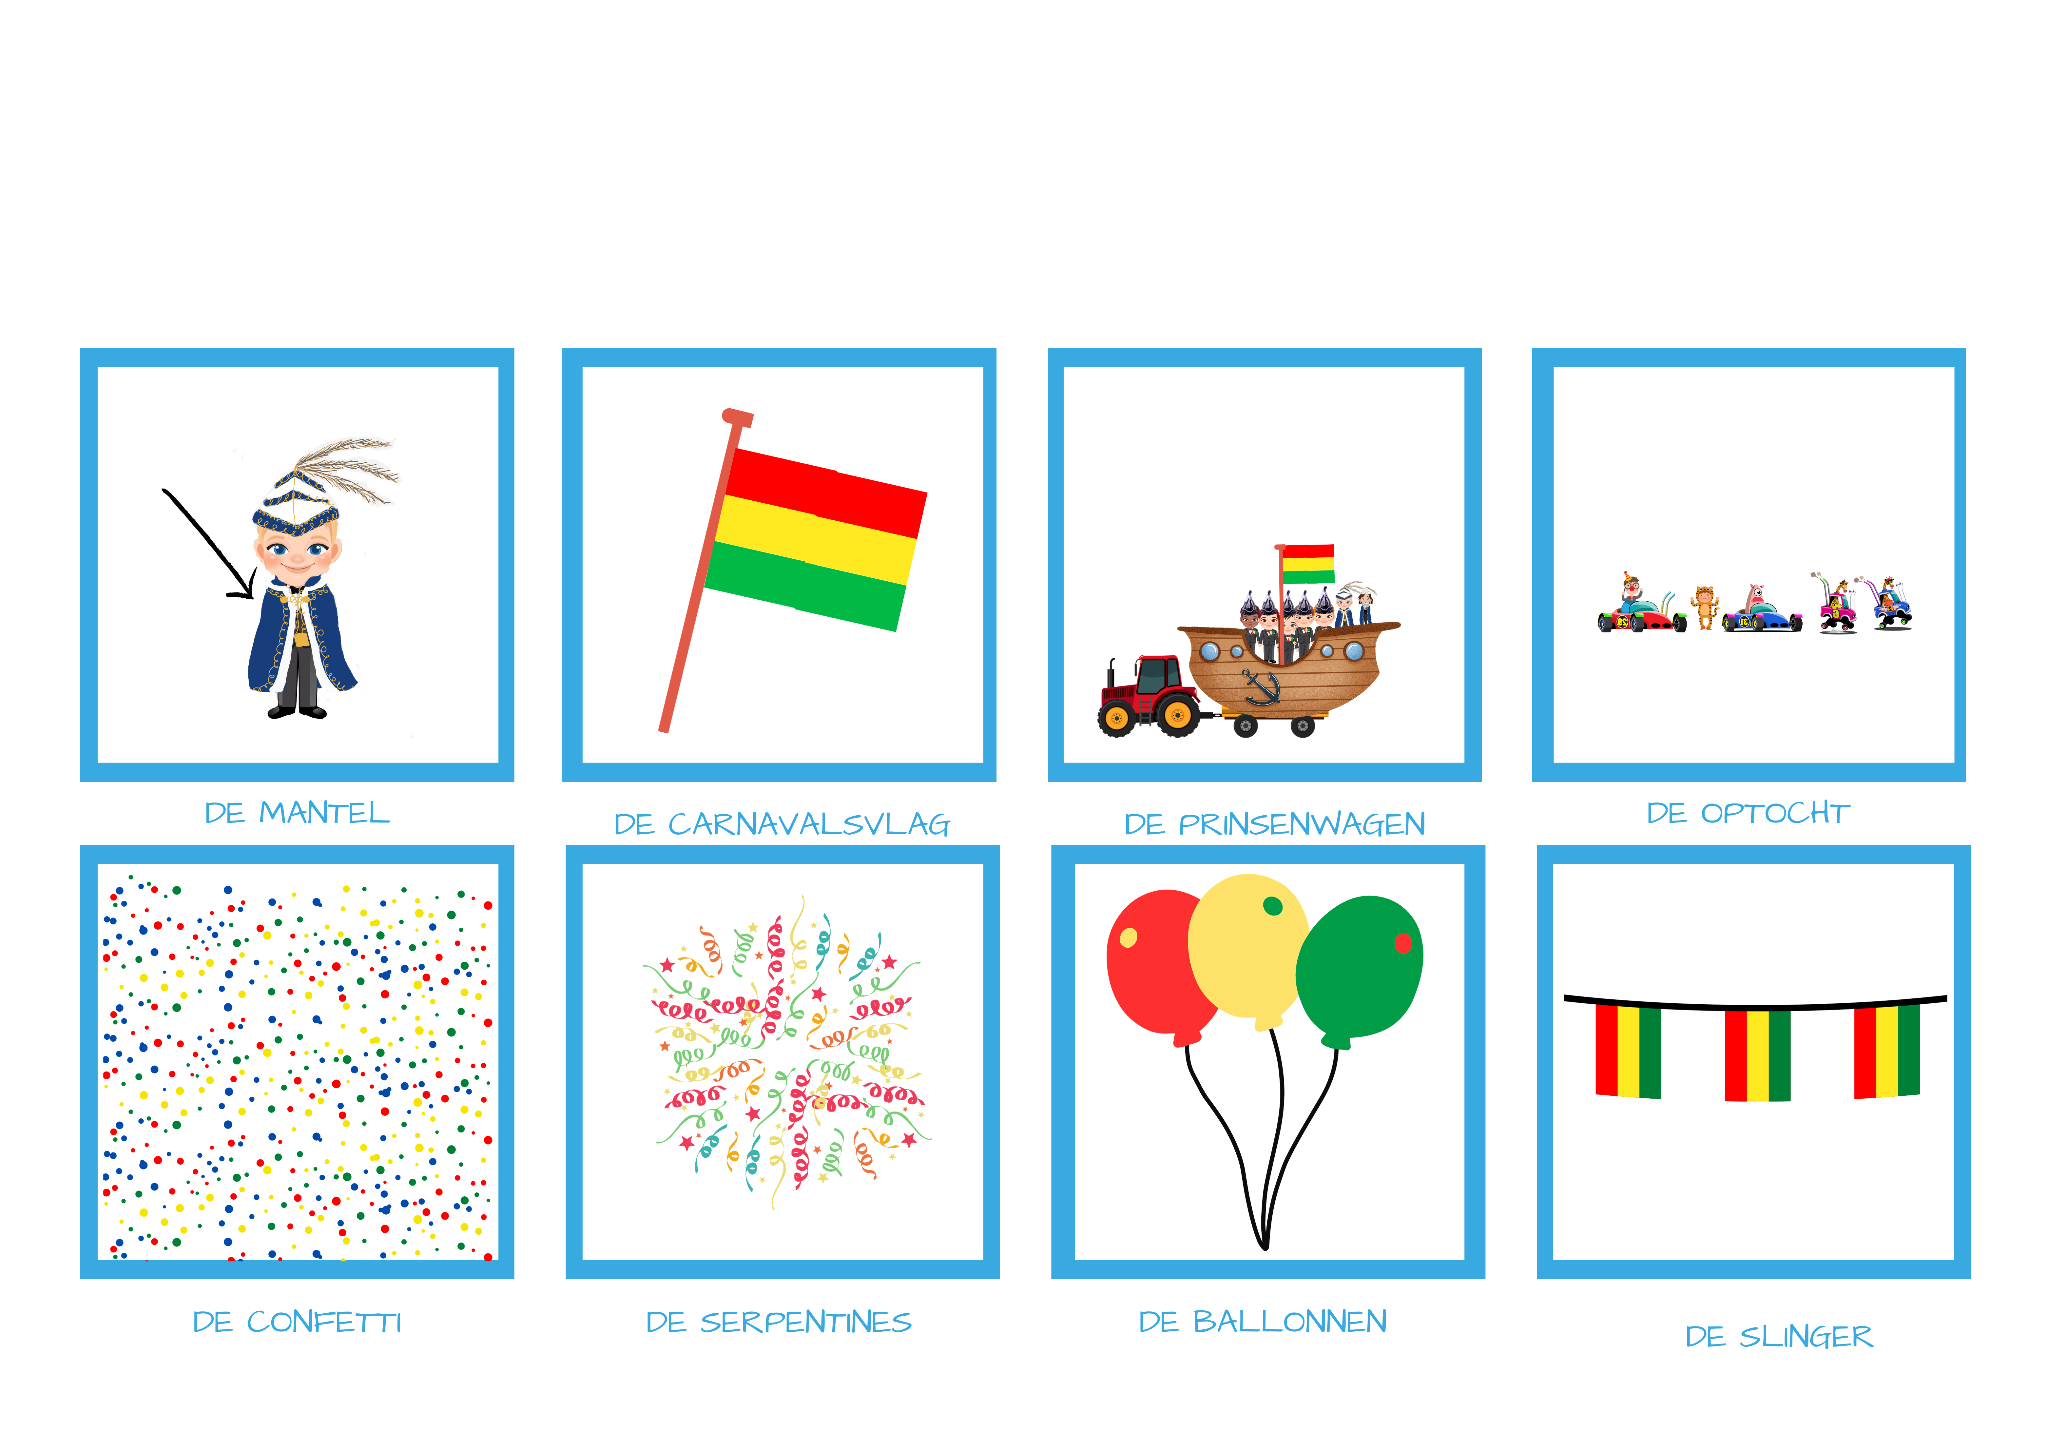 DE MANTEL
DE CARNAVALSVLAG
DE PRINSENWAGEN
DE OPTOCHT
DE CONFETTI
DE SERPENTINES
DE BALLONNEN
DE SLINGER